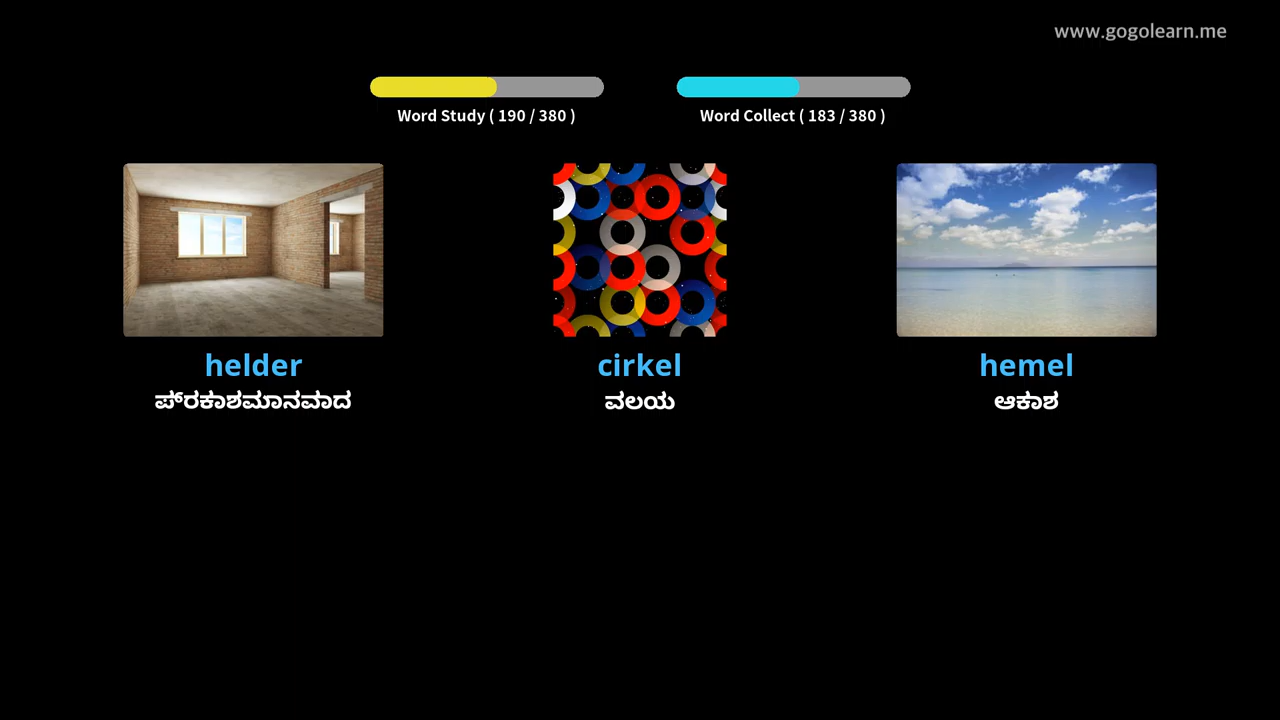 www.gogolearn.me
Word Study ( 190 / 380 )
Word Collect ( 183 / 380 )
helder
ಪ್ರಕಾಶಮಾನವಾದ
cirkel
ವಲಯ
hemel
ಆಕಾಶ